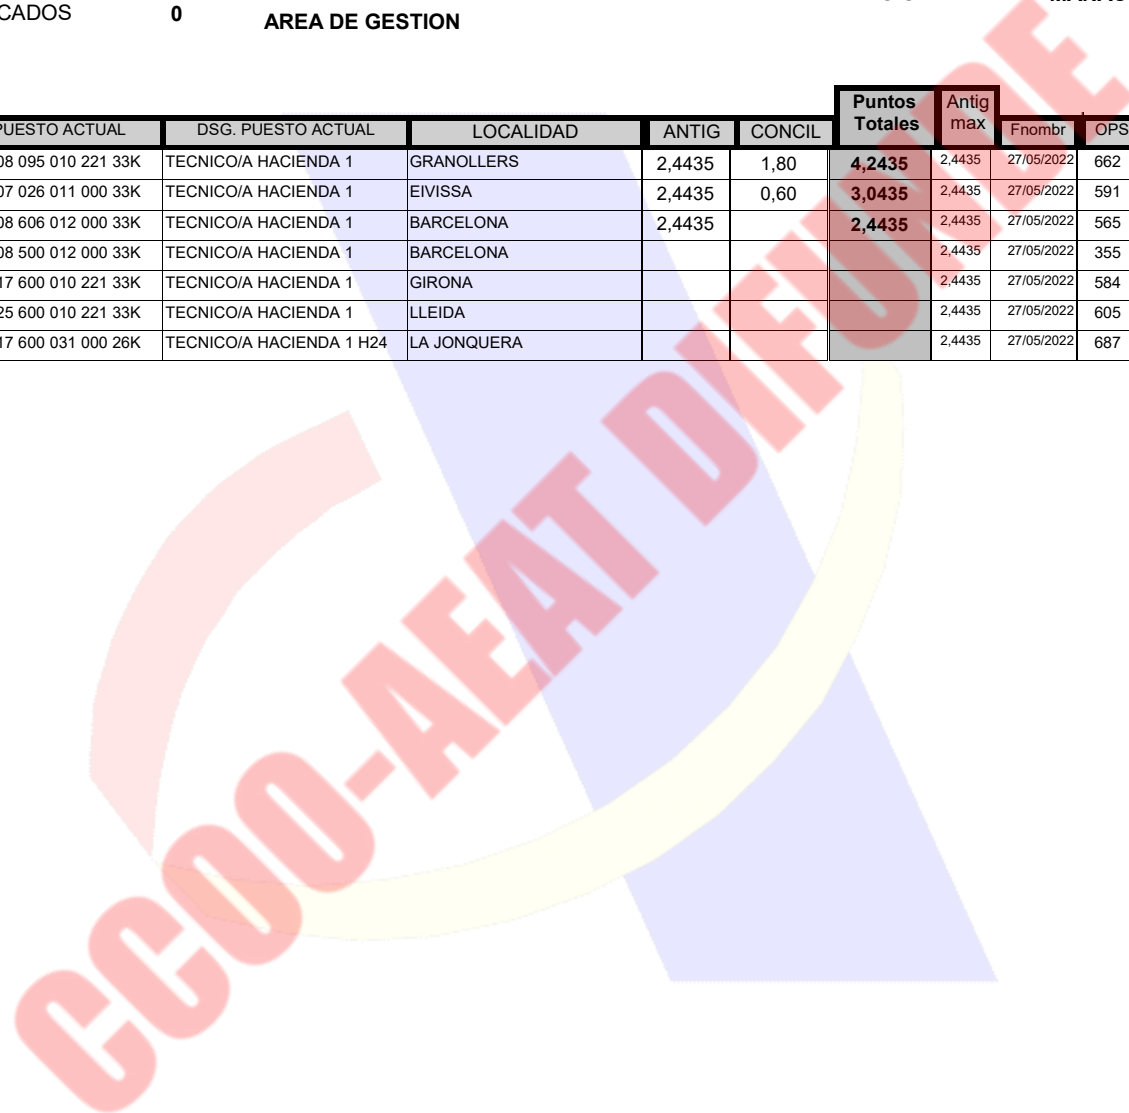 CADOS 0 AREA DE GESTION
PUESTO ACTUAL DSG. PUESTO ACTUAL LOCALIDAD ANTIG CONCIL Puntos Totales Antig max Fnombr OPS
08 095 010 221 33K TECNICO/A HACIENDA 1 GRANOLLERS 2,4435 1,80 4,2435 2,4435 27/05/2022 662
07 026 011 000 33K TECNICO/A HACIENDA 1 EIVISSA 2,4435 0,60 3,0435 2,4435 27/05/2022 591
08 606 012 000 33K TECNICO/A HACIENDA 1 BARCELONA 2,4435 2,4435 2,4435 27/05/2022 565
08 500 012 000 33K TECNICO/A HACIENDA 1 BARCELONA 2,4435 27/05/2022 355
17 600 010 221 33K TECNICO/A HACIENDA 1 GIRONA 2,4435 27/05/2022 584
25 600 010 221 33K TECNICO/A HACIENDA 1 LLEIDA 2,4435 27/05/2022 605
17 600 031 000 26K TECNICO/A HACIENDA 1 H24 LA JONQUERA 2,4435 27/05/2022 687
CCOO-AEAT DIFUNDE